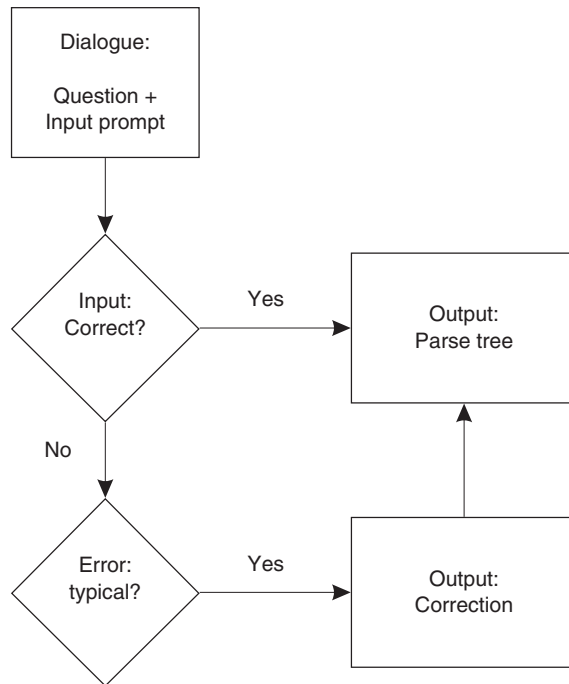 Dialogue:
Question +
Input prompt
Input:
Correct?
Yes
Output:
Parse tree
No
Error:
typical?
Yes
Output:
Correction